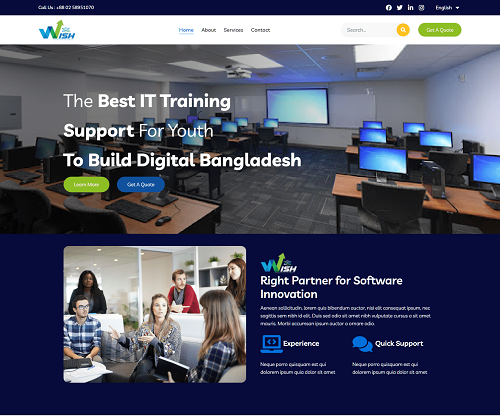 Call Us : +88 02 58951070
English
WISH
Home
About
Services
Contact
Search...
Get A Quote
The Best IT Training
Support For Youth
To Build Digital Bangladesh
Learn More
Get A Quote
WISH
Right Partner for Software
Innovation
Aenean sollicitudin, lorem quis bibendum auctor, nisi elit consequat ipsum, nec
sagittis sem nibh id elit. Duis sed odio sit amet nibh vulputate cursus a sit amet
mauris. Morbi accumsan ipsum auctor a ornare odio.
Experience
Quick Support
Neque porro quisquam est qui
dolorem ipsum quia dolor sit amet
Neque porro quisquam est qui
dolorem ipsum quia dolor sit amet